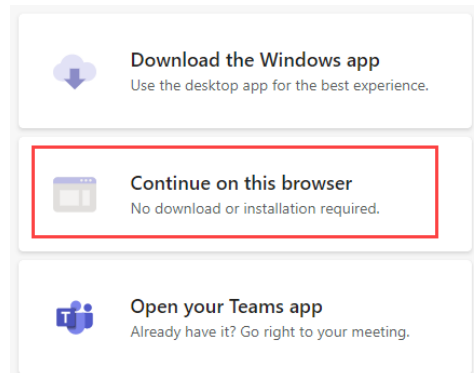 Download the Windows app
Use the desktop app for the best experience.
Continue on this browser
No download or installation required.
T
Open your Teams app
Already have it? Go right to your meeting.